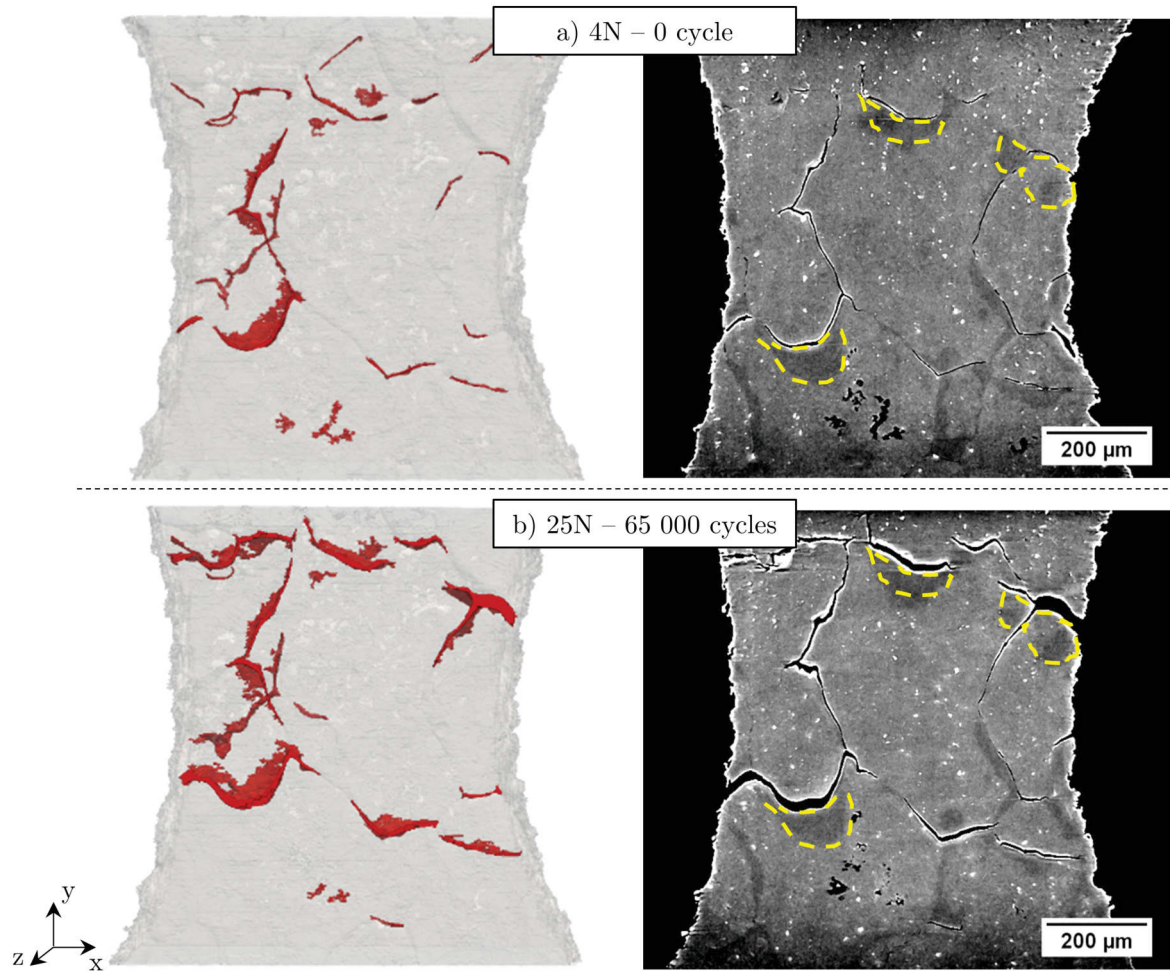 a) 4N – 0 cycle
200 µm
b) 25N – 65 000 cycles
200 µm
y
z
x